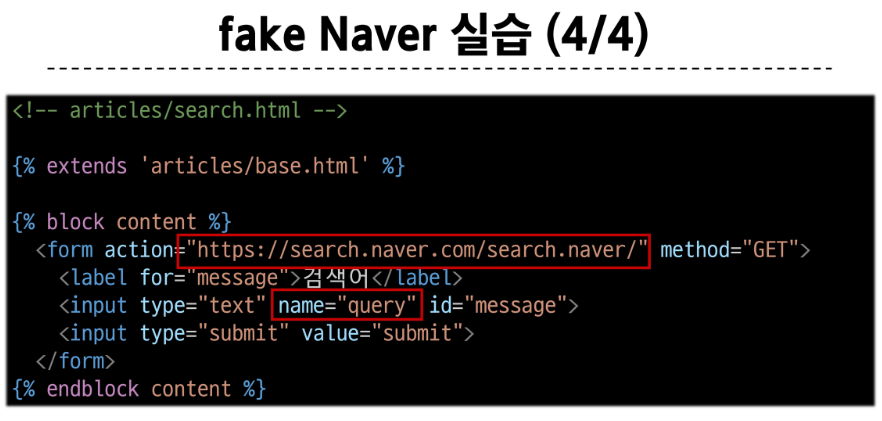 fake Naver 실습 (4/4)
<!-- articles/search.html -->
{% extends 'articles/base.html' %}
{% block content %}
<form action="https://search.naver.com/search.naver/" method="GET">
<label for="message">검색어</label>
<input type="text" name="query" id="message">
<input type="submit" value="submit">
</form>
{% endblock content %}